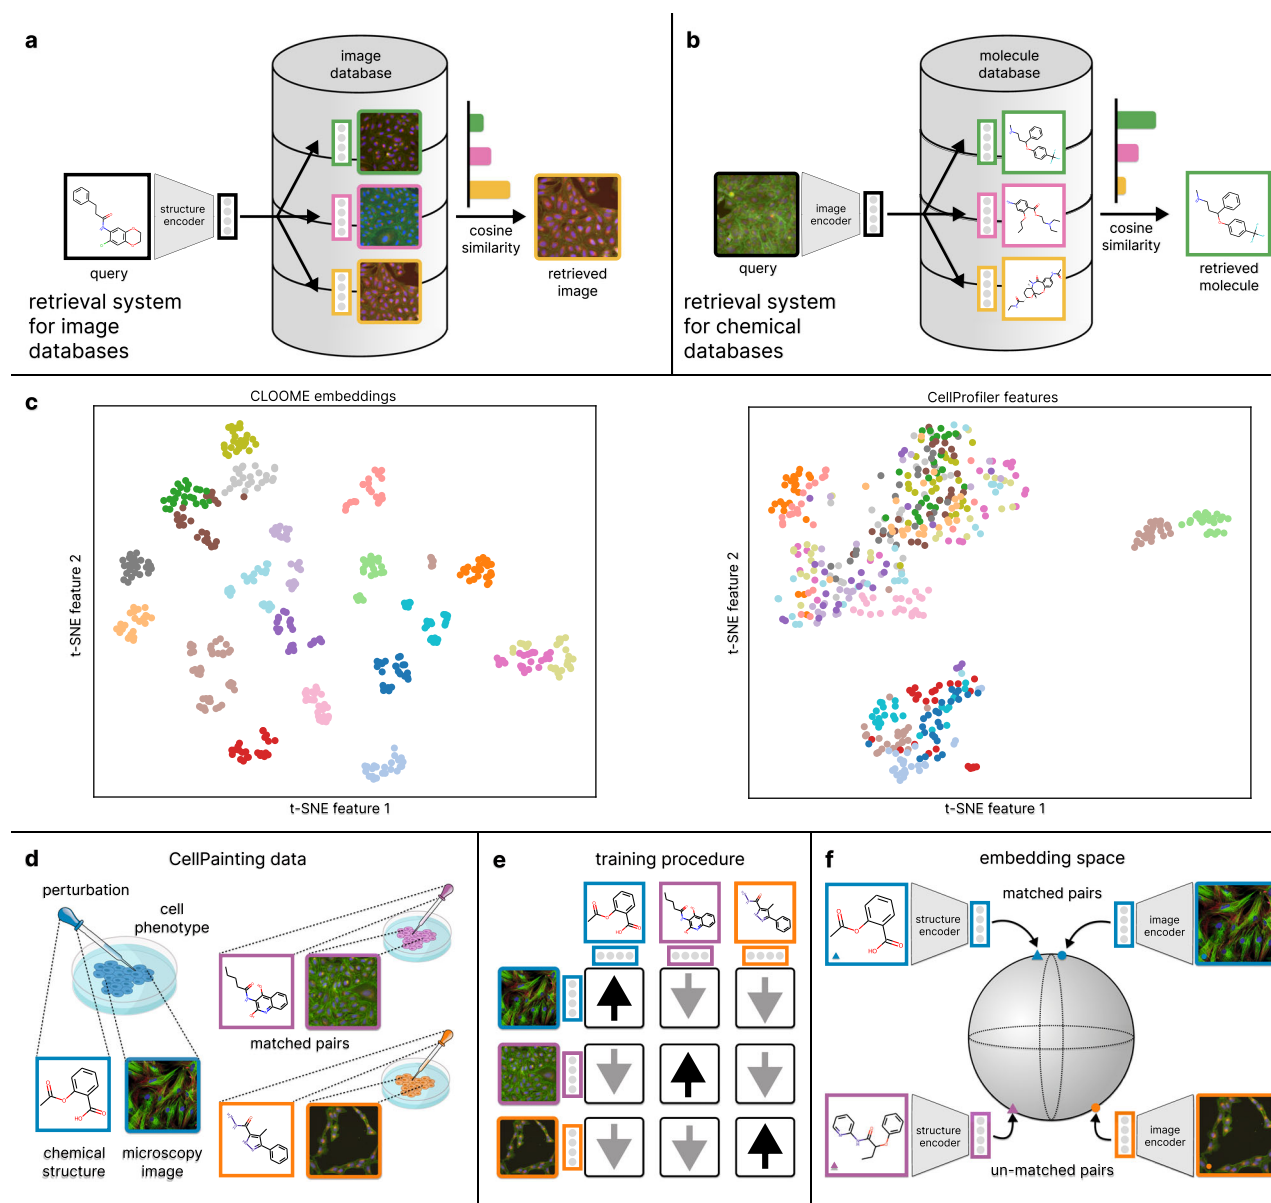 a
image
database
structure
encoder
query
cosine
similarity
retrieved
image
retrieval system
for image
databases
b
molecule
database
image
encoder
query
cosine
similarity
retrieved
molecule
retrieval system
for chemical
databases
c
CLOOME embeddings
t-SNE feature 2
t-SNE feature 1
CellProfiler features
t-SNE feature 2
t-SNE feature 1
d
CellPainting data
perturbation
cell
phenotype
matched pairs
chemical
structure
microscopy
image
e
training procedure
f
embedding space
matched pairs
structure
encoder
image
encoder
structure
encoder
image
encoder
un-matched pairs